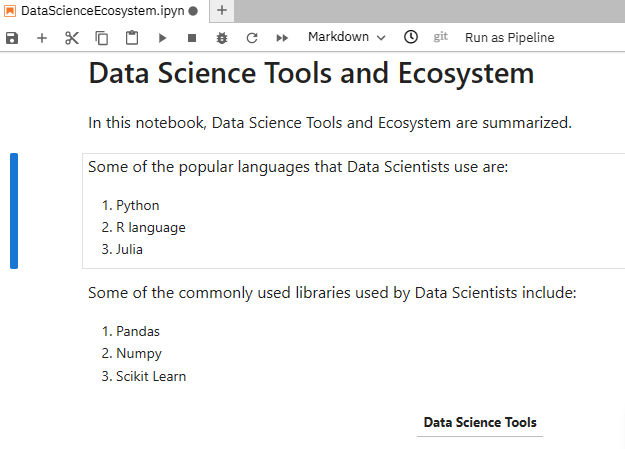 DataScienceEcosystem.ipyn
Markdown git Run as Pipeline
Data Science Tools and Ecosystem
In this notebook, Data Science Tools and Ecosystem are summarized.
Some of the popular languages that Data Scientists use are:
1. Python
2. R language
3. Julia
Some of the commonly used libraries used by Data Scientists include:
1. Pandas
2. Numpy
3. Scikit Learn
Data Science Tools